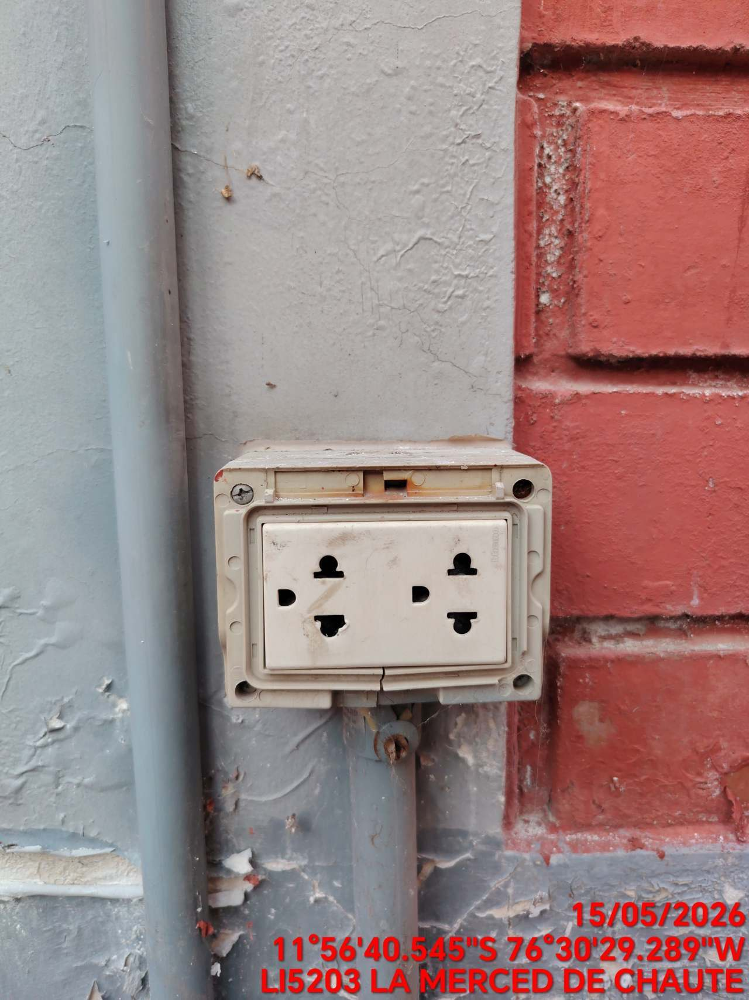 15/05/2026
11°56'40.545"S 76°30'29.289"W
LI5203 LA MERCED DE CHAUTE